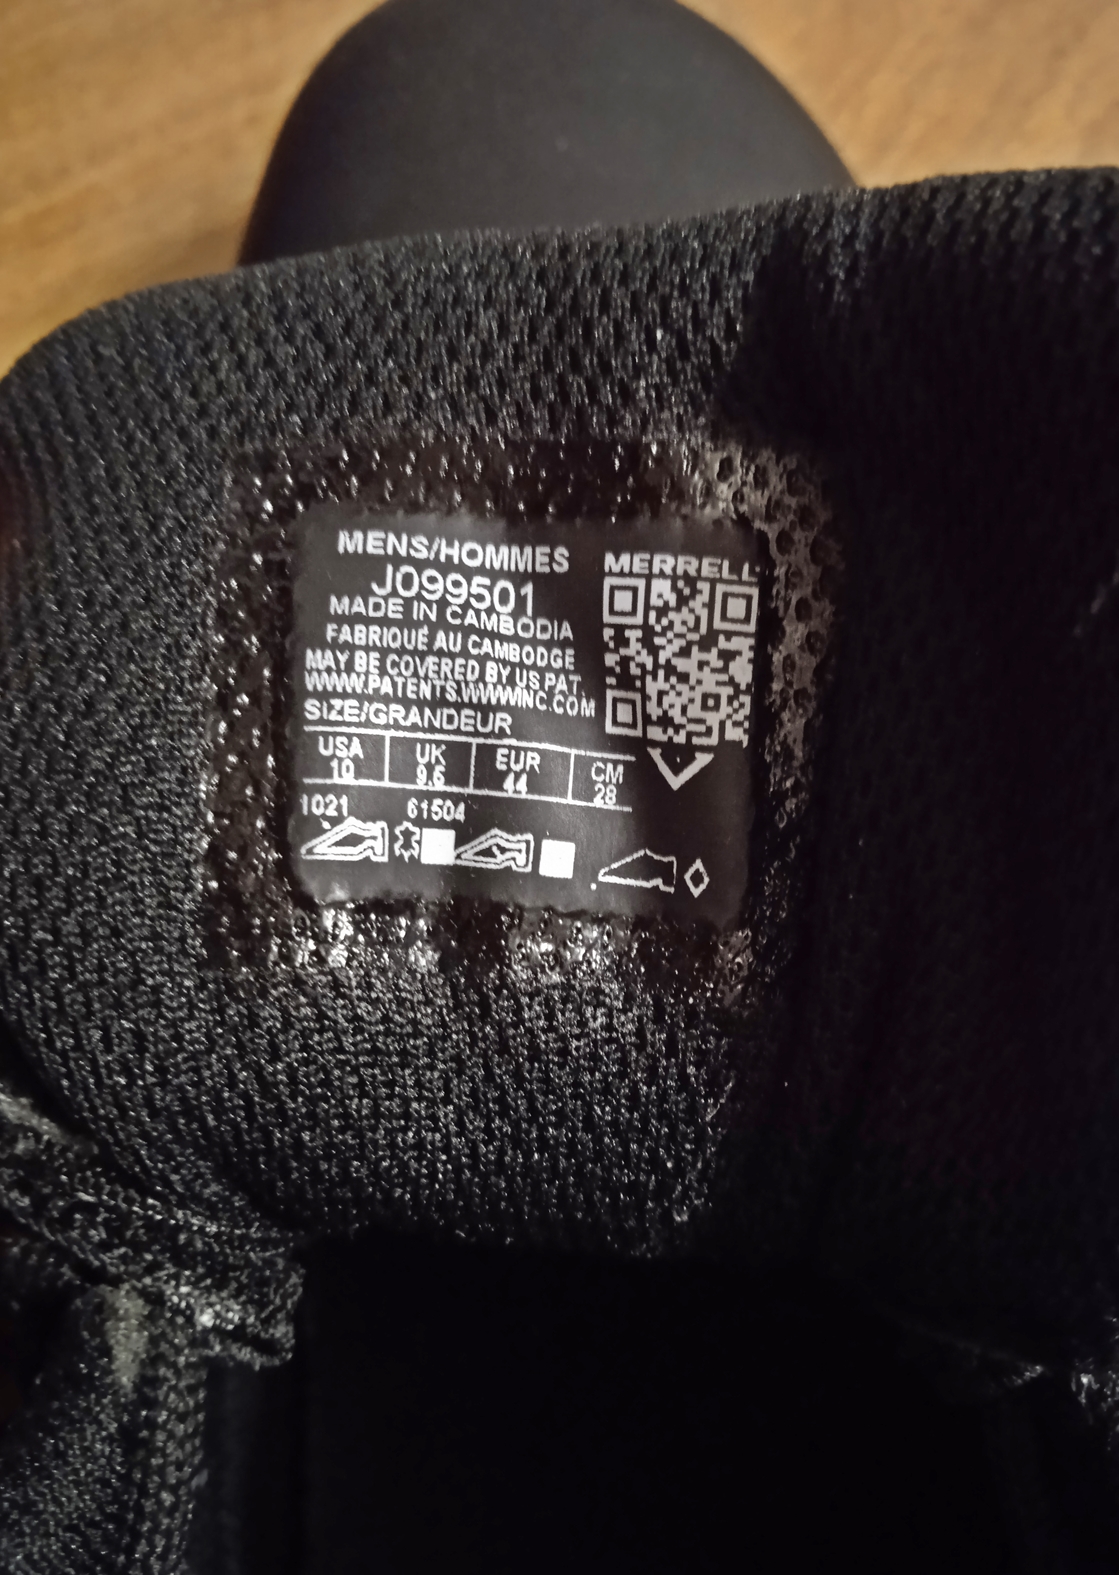 MENS/HOMMES
J099501
MADE IN CAMBODIA
FABRIQUÉ AU CAMBODGE
MAY BE COVERED BY US PAT.
WWW.PATENTS.WWWINC.COM
SIZE/GRANDEUR
USA UK EUR CM
10 9.5 44 28
1021 61504
MERRELL